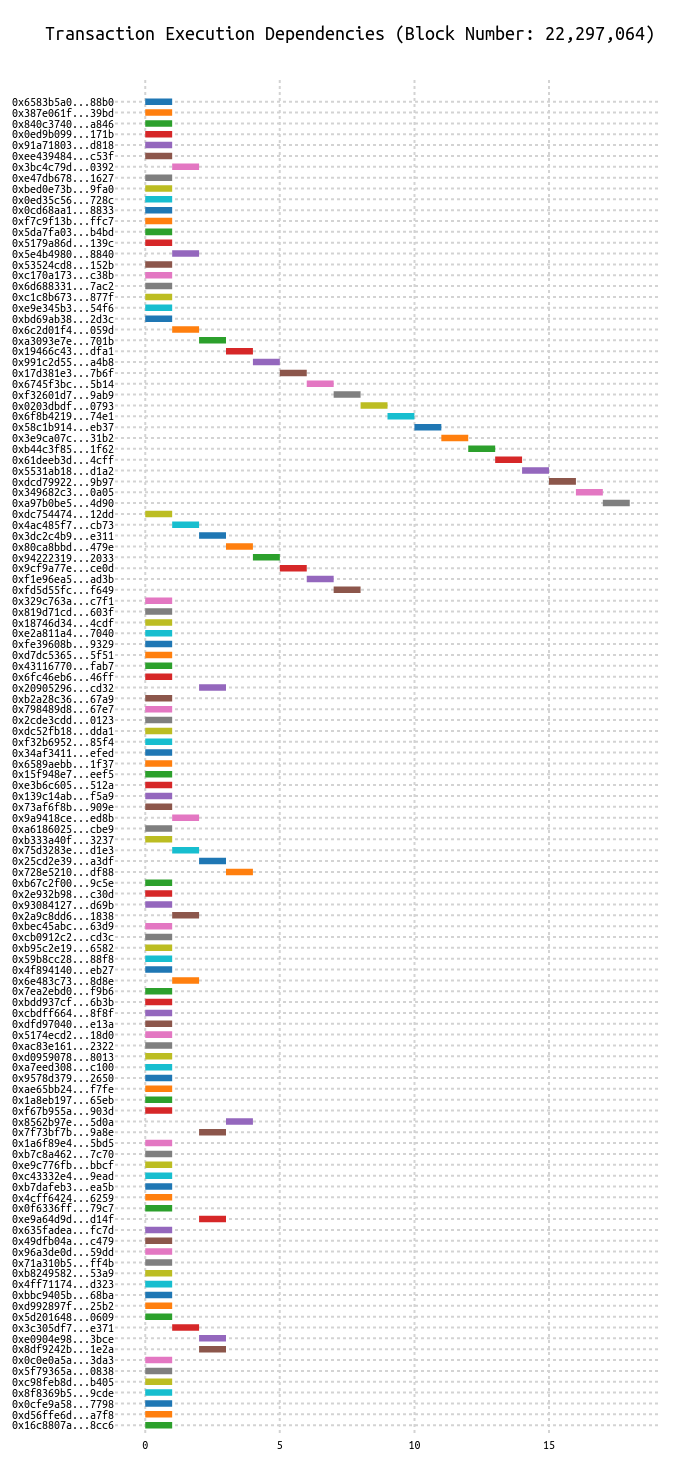 Transaction Execution Dependencies (Block Number: 22,297,064)
0x6583b5a0...88b0
0x387e061f...39bd
0x840c3740...a846
0x0ed9b099...171b
0x91a71803...d818
0xee439484...c53f
0x3bc4c79d...0392
0xe47db678...1627
0xbed0e73b...9fa0
0x0ed35c56...728c
0x0cd68aa1...8833
0xf7c9f13b...ffc7
0x5da7fa03...b4bd
0x5179a86d...139c
0x5e4b4980...8840
0x53524cd8...152b
0xc170a173...c38b
0x6d688331...7ac2
0xc1c8b673...877f
0xe9e345b3...54f6
0xbd69ab38...2d3c
0x6c2d01f4...059d
0xa3093e7e...701b
0x19466c43...dfa1
0x991c2d55...a4b8
0x17d381e3...7b6f
0x6745f3bc...5b14
0xf32601d7...9ab9
0x0203dbdf...0793
0x6f8b4219...74e1
0x58c1b914...eb37
0x3e9ca07c...31b2
0xb44c3f85...1f62
0x61deeb3d...4cff
0x5531ab18...d1a2
0xdcd79922...9b97
0x349682c3...0a05
0xa97b0be5...4d90
0xdc754474...12dd
0x4ac485f7...cb73
0x3dc2c4b9...e311
0x80ca8bbd...479e
0x94222319...2033
0x9cf9a77e...ce0d
0xf1e96ea5...ad3b
0xfd5d55fc...f649
0x329c763a...c7f1
0x819d71cd...603f
0x18746d34...4cdf
0xe2a811a4...7040
0xfe39608b...9329
0xd7dc5365...5f51
0x43116770...fab7
0x6fc46eb6...46ff
0x20905296...cd32
0xb2a28c36...67a9
0x798489d8...67e7
0x2cde3cdd...0123
0xdc52fb18...dda1
0xf32b6952...85f4
0x34af3411...efed
0x6589aebb...1f37
0x15f948e7...eef5
0xe3b6c605...512a
0x139c14ab...f5a9
0x73af6f8b...909e
0x9a9418ce...ed8b
0xa6186025...cbe9
0xb333a40f...3237
0x75d3283e...d1e3
0x25cd2e39...a3df
0x728e5210...df88
0xb67c2f00...9c5e
0x2e932b98...c30d
0x93084127...d69b
0x2a9c8dd6...1838
0xbec45abc...63d9
0xcb0912c2...cd3c
0xb95c2e19...6582
0x59b8cc28...88f8
0x4f894140...eb27
0x6e483c73...8d8e
0x7ea2ebd0...f9b6
0xbdd937cf...6b3b
0xcbdff664...8f8f
0xdfd97040...e13a
0x5174ecd2...18d0
0xac83e161...2322
0xd0959078...8013
0xa7eed308...c100
0x9578d379...2650
0xae65bb24...f7fe
0x1a8eb197...65eb
0xf67b955a...903d
0x8562b97e...5d0a
0x7f73bf7b...9a8e
0x1a6f89e4...5bd5
0xb7c8a462...7c70
0xe9c776fb...bbcf
0xc43332e4...9ead
0xb7dafeb3...ea5b
0x4cff6424...6259
0x0f6336ff...79c7
0xe9a64d9d...d14f
0x635fadea...fc7d
0x49dfb04a...c479
0x96a3de0d...59dd
0x71a310b5...ff4b
0xb8249582...53a9
0x4ff71174...d323
0xbbc9405b...68ba
0xd992897f...25b2
0x5d201648...0609
0x3c305df7...e371
0xe0904e98...3bce
0x8df9242b...1e2a
0x0c0e0a5a...3da3
0x5f79365a...0838
0xc98feb8d...b405
0x8f8369b5...9cde
0x0cfe9a58...7798
0xd56ffe6d...a7f8
0x16c8807a...8cc6
0 5 10 15